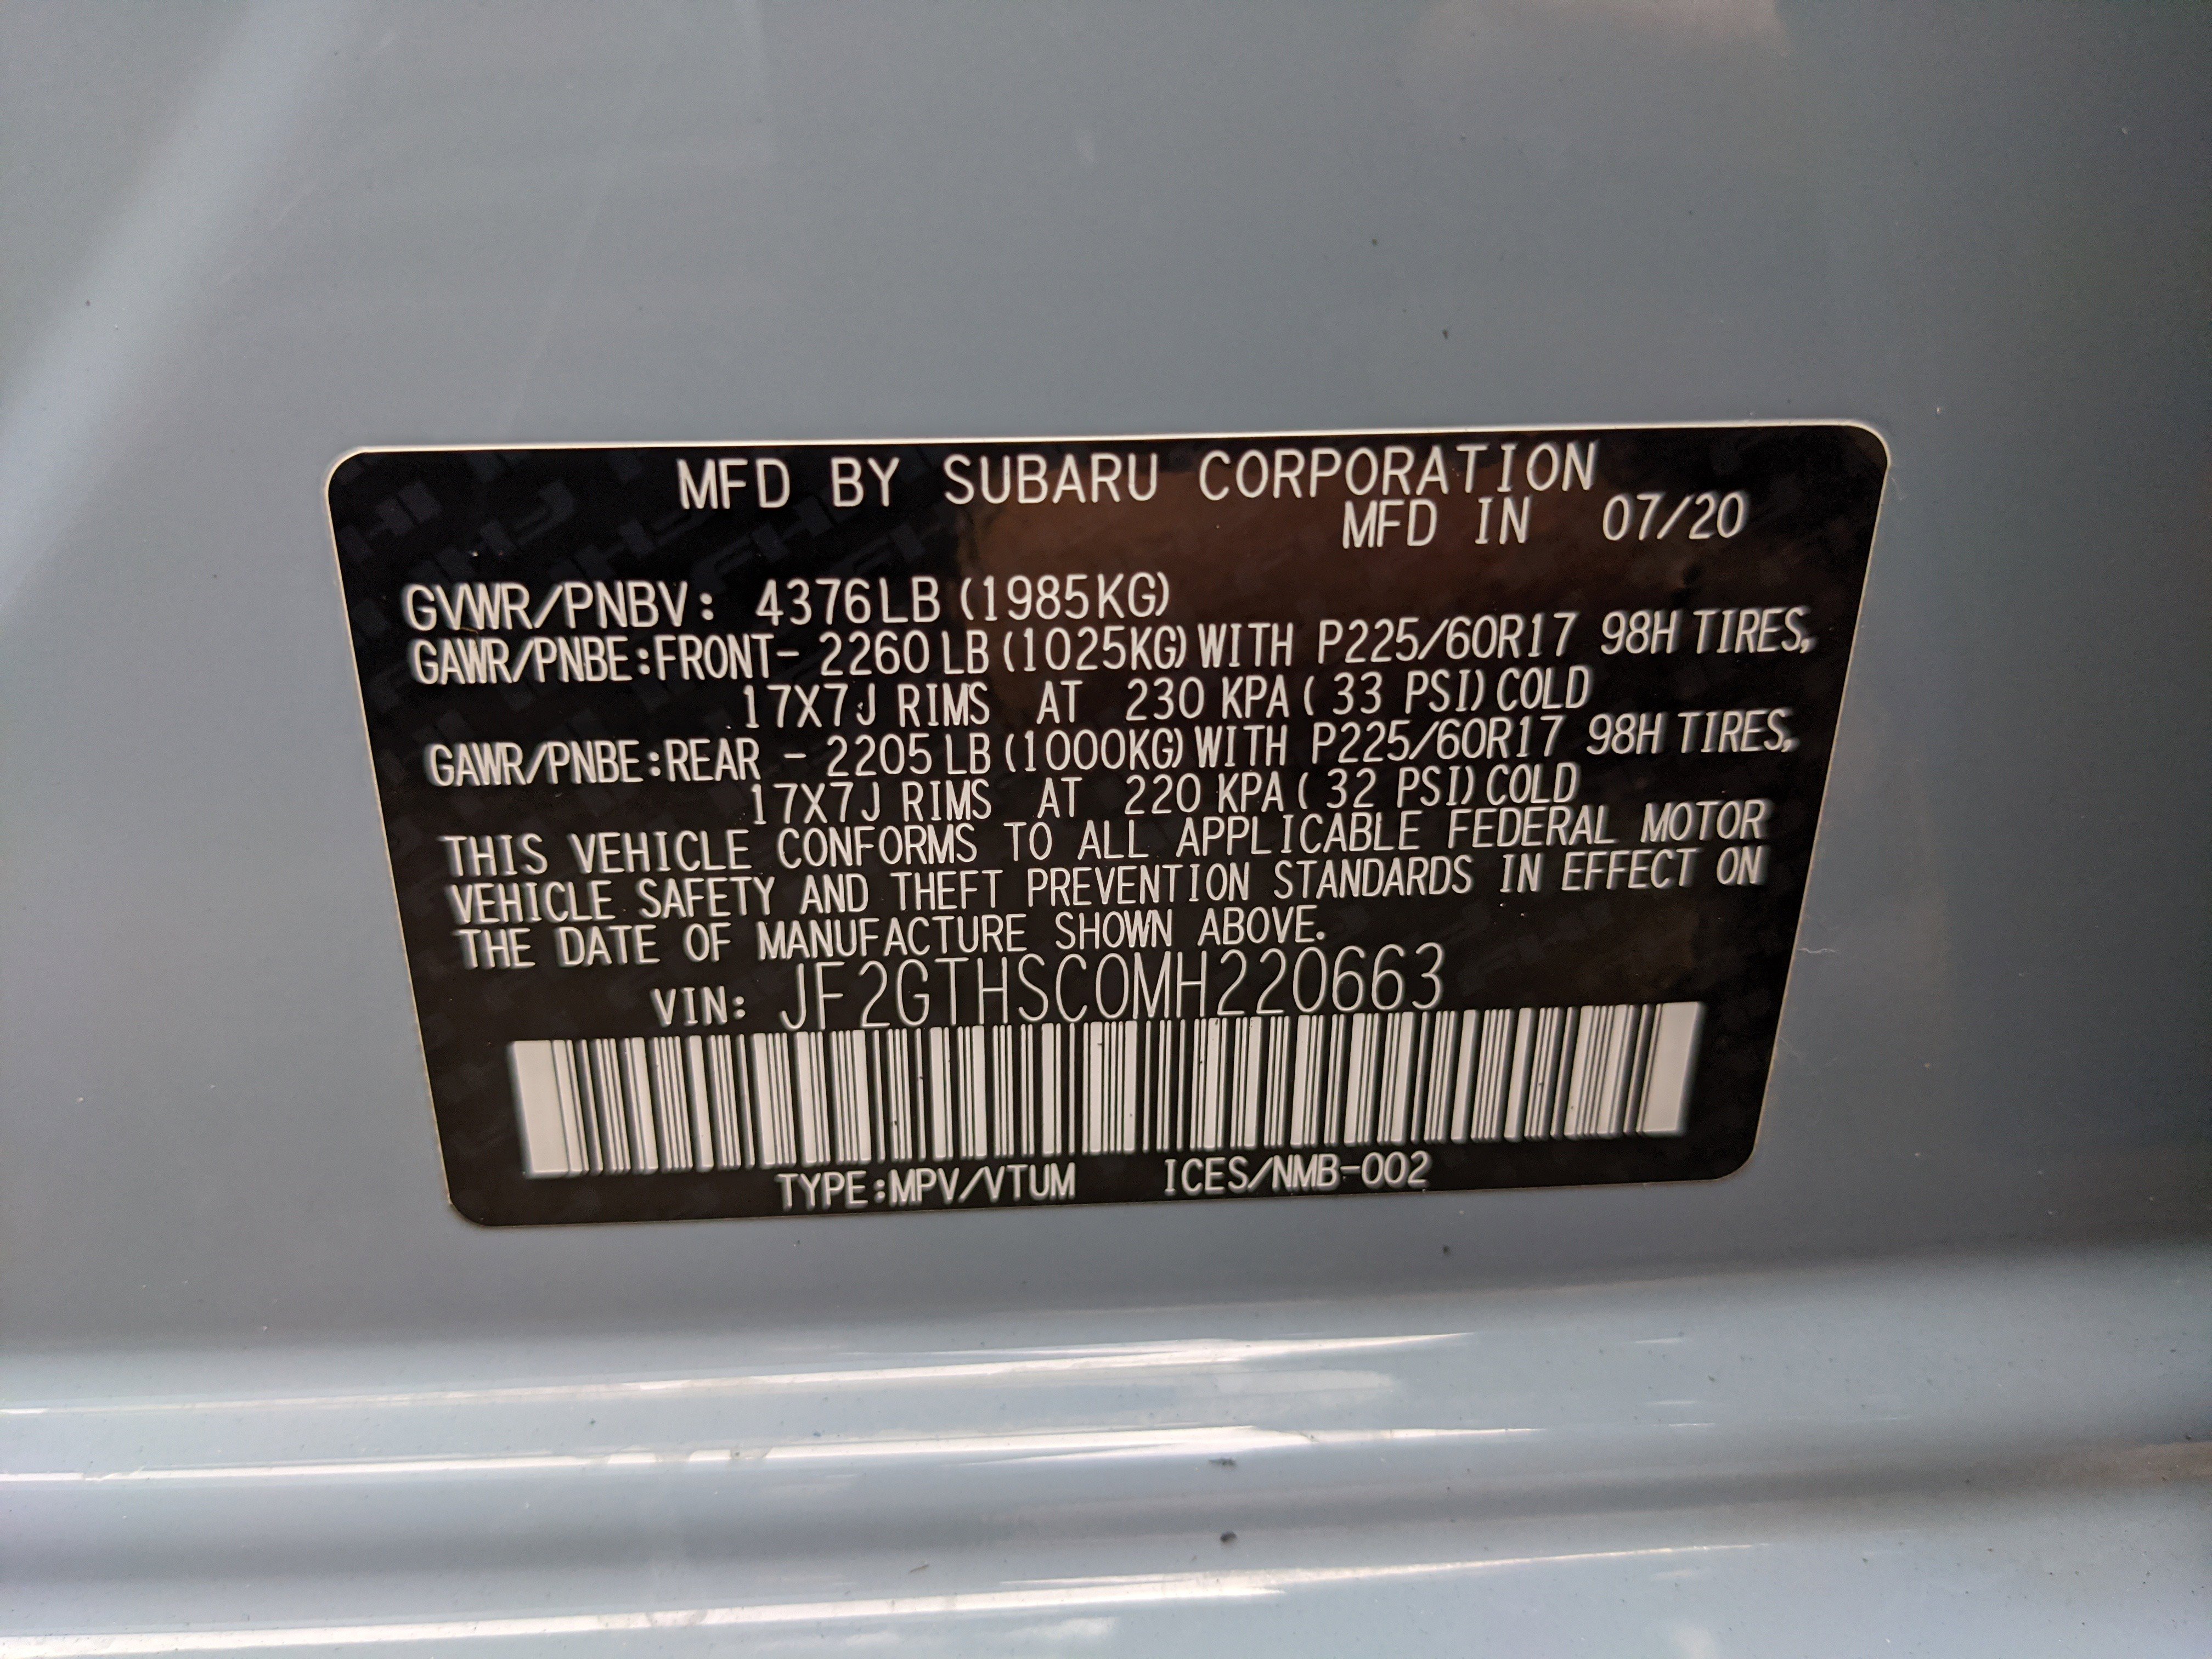 MFD BY SUBARU CORPORATION
MFD IN 07/20
GVWR/PNBV: 4376LB (1985KG)
GAWR/PNBE:FRONT- 2260 LB (1025KG) WITH P225/60R17 98H TIRES,
17X7J RIMS AT 230 KPA ( 33 PSI) COLD
GAWR/PNBE:REAR - 2205 LB (1000KG) WITH P225/60R17 98H TIRES,
17X7J RIMS AT 220 KPA ( 32 PSI) COLD
THIS VEHICLE CONFORMS TO ALL APPLICABLE FEDERAL MOTOR
VEHICLE SAFETY AND THEFT PREVENTION STANDARDS IN EFFECT ON
THE DATE OF MANUFACTURE SHOWN ABOVE.
VIN: JF2GTHSC0MH220663
TYPE:MPV/VTUM ICES/NMB-002